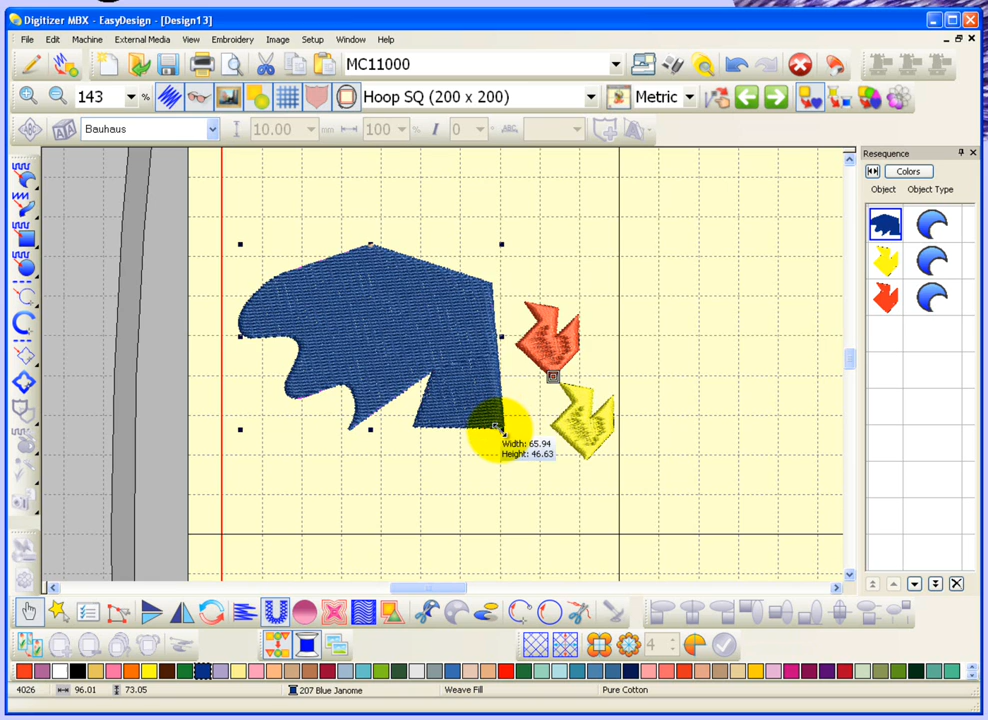 Digitizer MBX - EasyDesign - [Design13]
File Edit Machine External Media View Embroidery Image Setup Window Help
MC11000
143 % Hoop SQ (200 x 200) Metric
Bauhaus 10.00 mm 100 % 0 ABC
Resequence
Colors
Object Object Type
Width: 65.94
Height: 46.63
4
4026 96.01 73.05 207 Blue Janome Weave Fill Pure Cotton